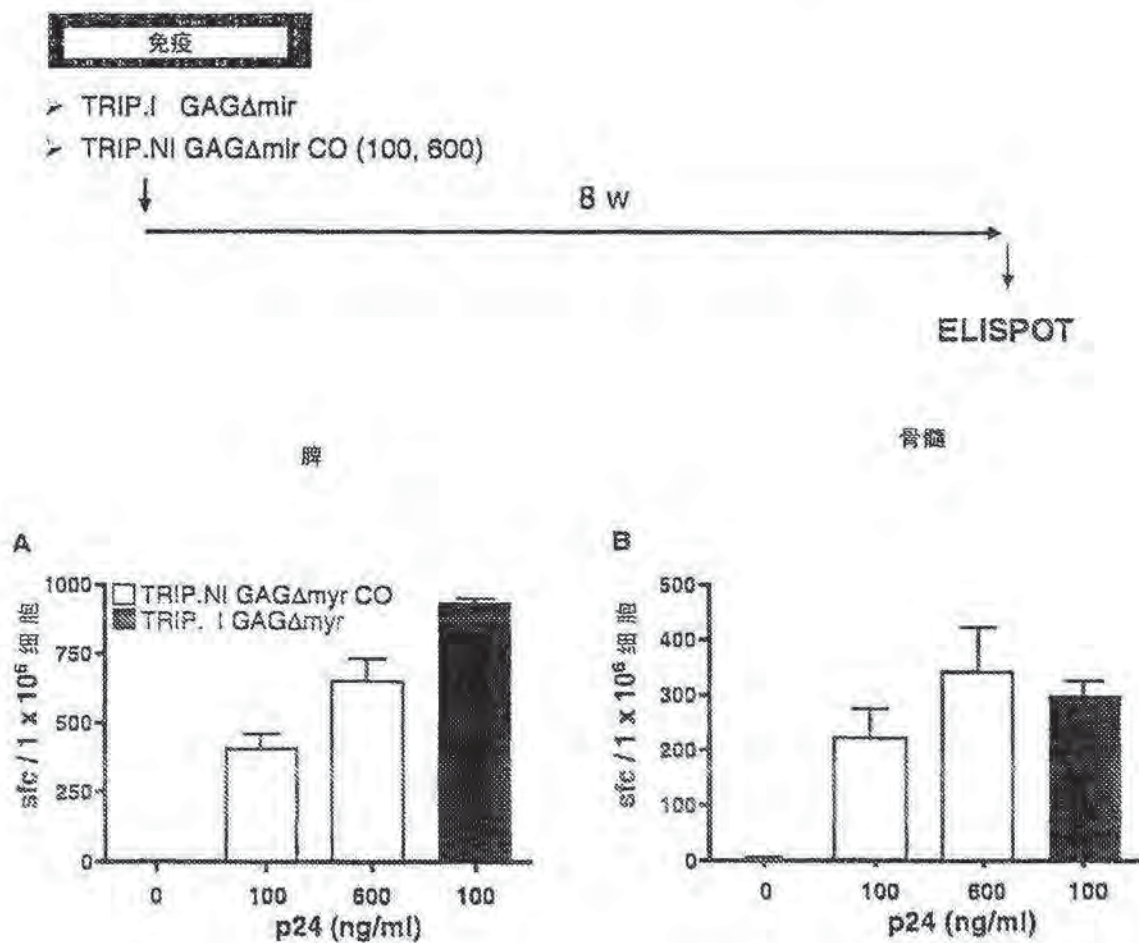 免疫
➢ TRIP.I GAGΔmir
➢ TRIP.NI GAGΔmir CO (100, 600)
8 w
ELISPOT
脾
骨髓
A
1000
750
500
250
0
sfc / 1 x 10⁶ 细胞
TRIP.NI GAGΔmyr CO
TRIP. I GAGΔmyr
0 100 600 100
p24 (ng/ml)
B
500
400
300
200
100
0
sfc / 1 x 10⁶ 细胞
0 100 600 100
p24 (ng/ml)